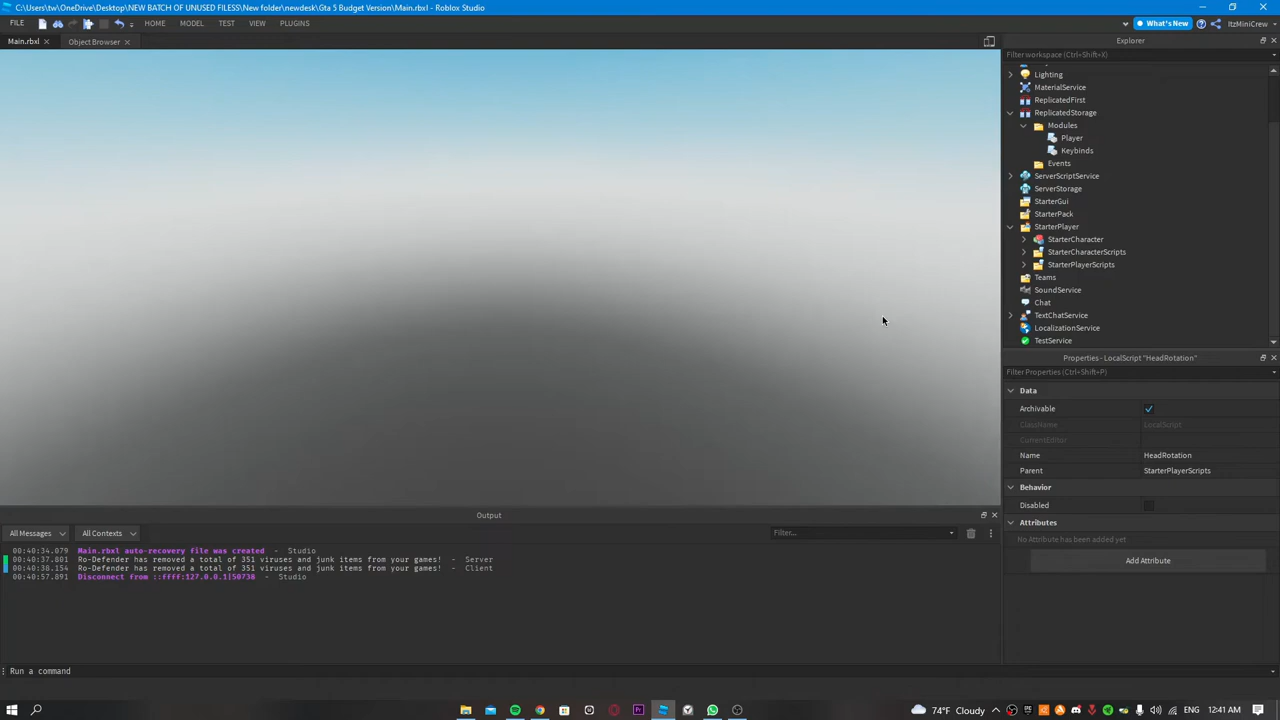 C:\Users\tw\OneDrive\Desktop\NEW BATCH OF UNUSED FILESS\New folder\newdesk\Gta 5 Budget Version\Main.rbxl - Roblox Studio
FILE HOME MODEL TEST VIEW PLUGINS What's New ItzMiniCrew
Main.rbxl Object Browser
Explorer
Filter workspace (Ctrl+Shift+X)
Lighting
MaterialService
ReplicatedFirst
ReplicatedStorage
Modules
Player
Keybinds
Events
ServerScriptService
ServerStorage
StarterGui
StarterPack
StarterPlayer
StarterCharacter
StarterCharacterScripts
StarterPlayerScripts
Teams
SoundService
Chat
TextChatService
LocalizationService
TestService
Properties - LocalScript "HeadRotation"
Filter Properties (Ctrl+Shift+P)
Data
Archivable
ClassName LocalScript
CurrentEditor
Name HeadRotation
Parent StarterPlayerScripts
Behavior
Disabled
Attributes
No Attribute has been added yet
Add Attribute
Output
All Messages All Contexts Filter...
00:40:34.079 Main.rbxl auto-recovery file was created - Studio
00:40:37.801 Ro-Defender has removed a total of 351 viruses and junk items from your games! - Server
00:40:38.154 Ro-Defender has removed a total of 351 viruses and junk items from your games! - Client
00:40:57.891 Disconnect from ::ffff:127.0.0.1|50738 - Studio
Run a command
74°F Cloudy ENG 12:41 AM